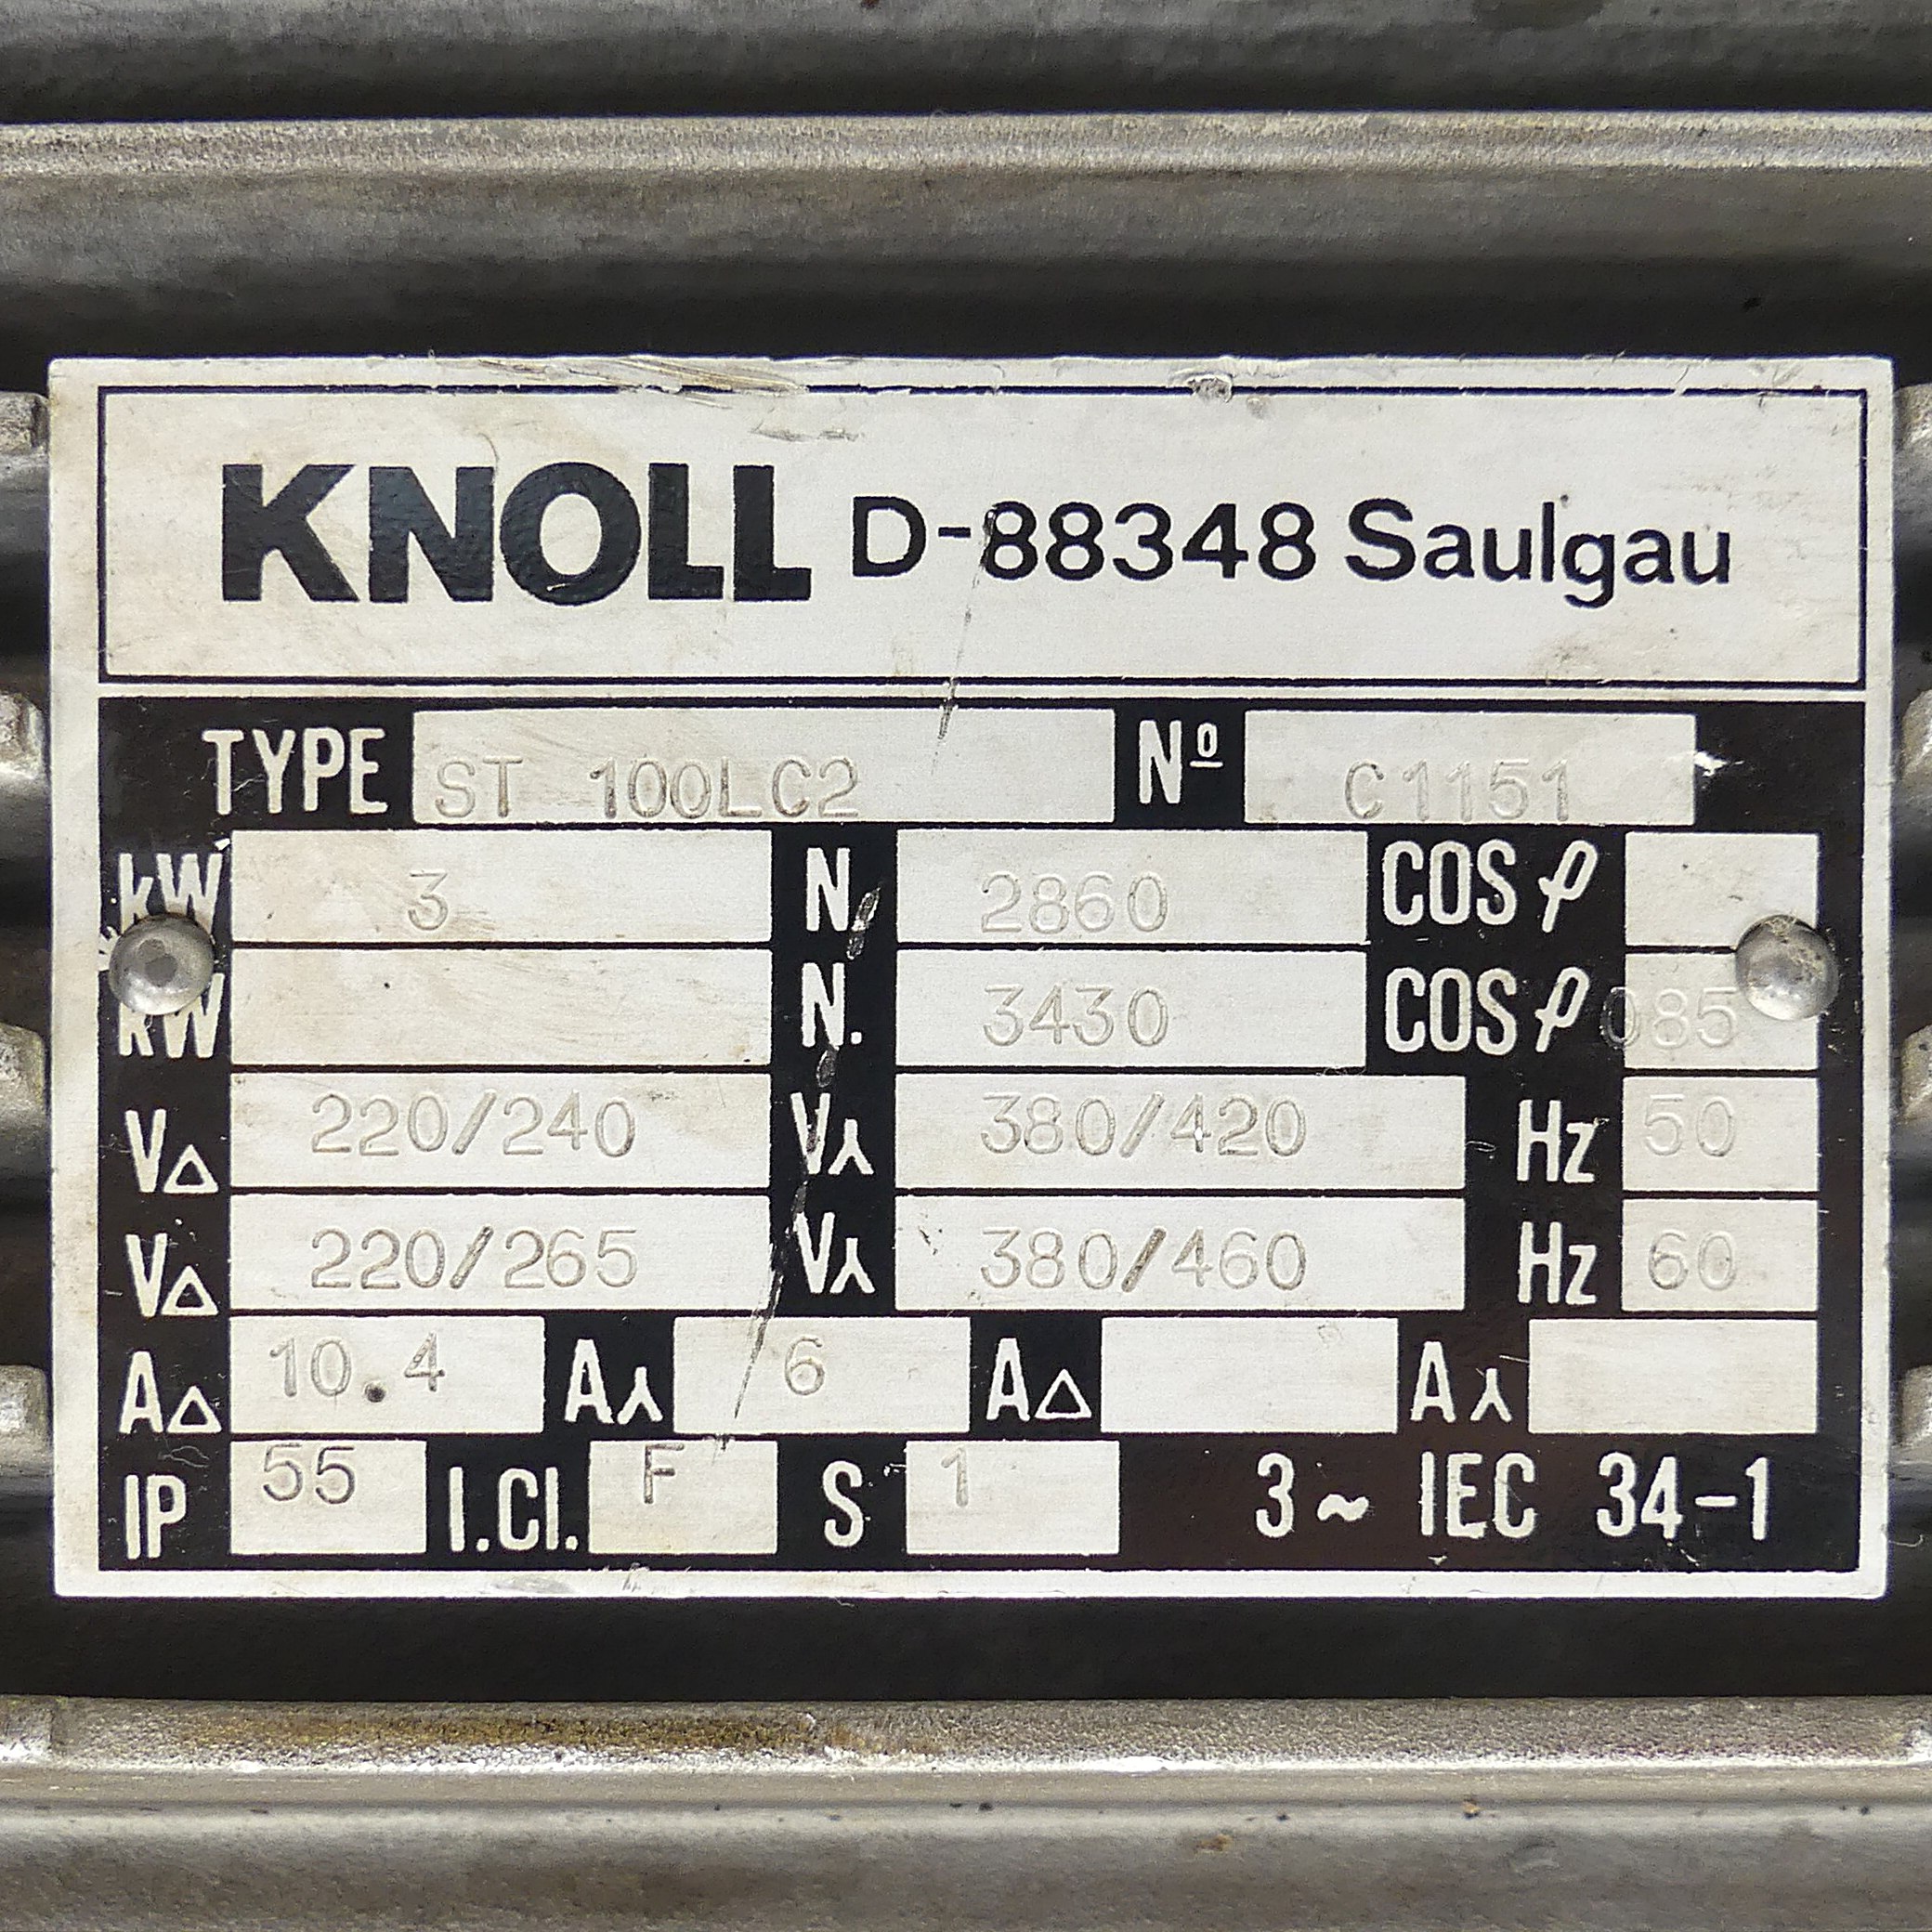 KNOLL D-88348 Saulgau
TYPE ST 100LC2 Nº C1151
kW 3 N. 2860 COS φ
kW N. 3430 COS φ 085
V△ 220/240 V⅄ 380/420 Hz 50
V△ 220/265 V⅄ 380/460 Hz 60
A△ 10.4 A⅄ 6 A△ A⅄
IP 55 I.Cl. F S 1 3~ IEC 34-1